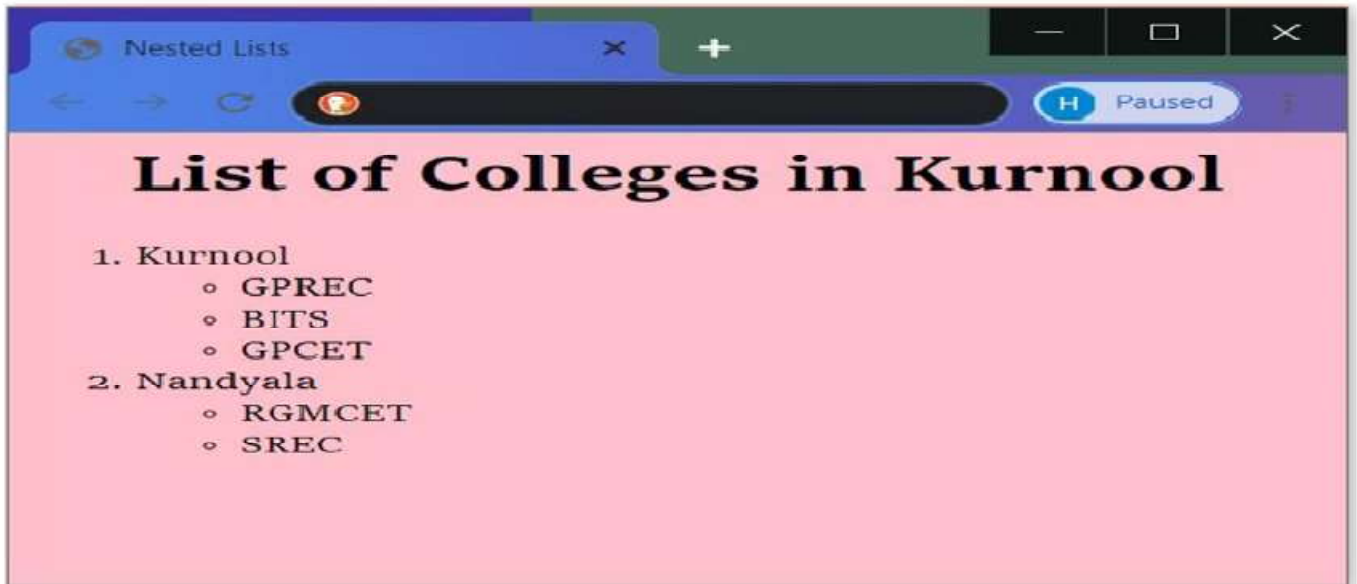 Nested Lists
H Paused
List of Colleges in Kurnool
1. Kurnool
◦ GPREC
◦ BITS
◦ GPCET
2. Nandyala
◦ RGMCET
◦ SREC